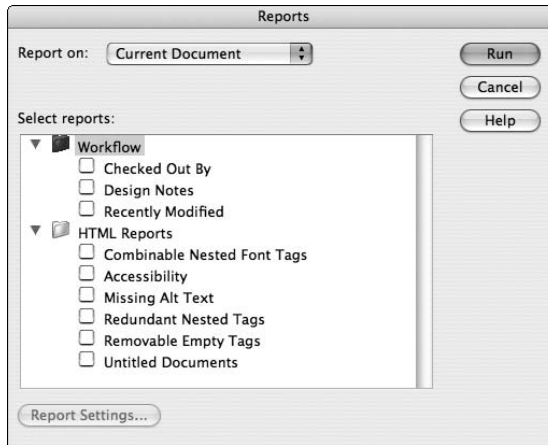 Reports
Report on: Current Document
Run
Cancel
Help
Select reports:
Workflow
Checked Out By
Design Notes
Recently Modified
HTML Reports
Combinable Nested Font Tags
Accessibility
Missing Alt Text
Redundant Nested Tags
Removable Empty Tags
Untitled Documents
Report Settings...